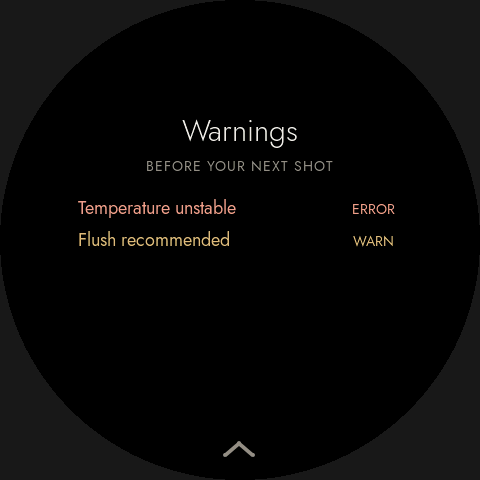 Warnings
BEFORE YOUR NEXT SHOT
Temperature unstable ERROR
Flush recommended WARN